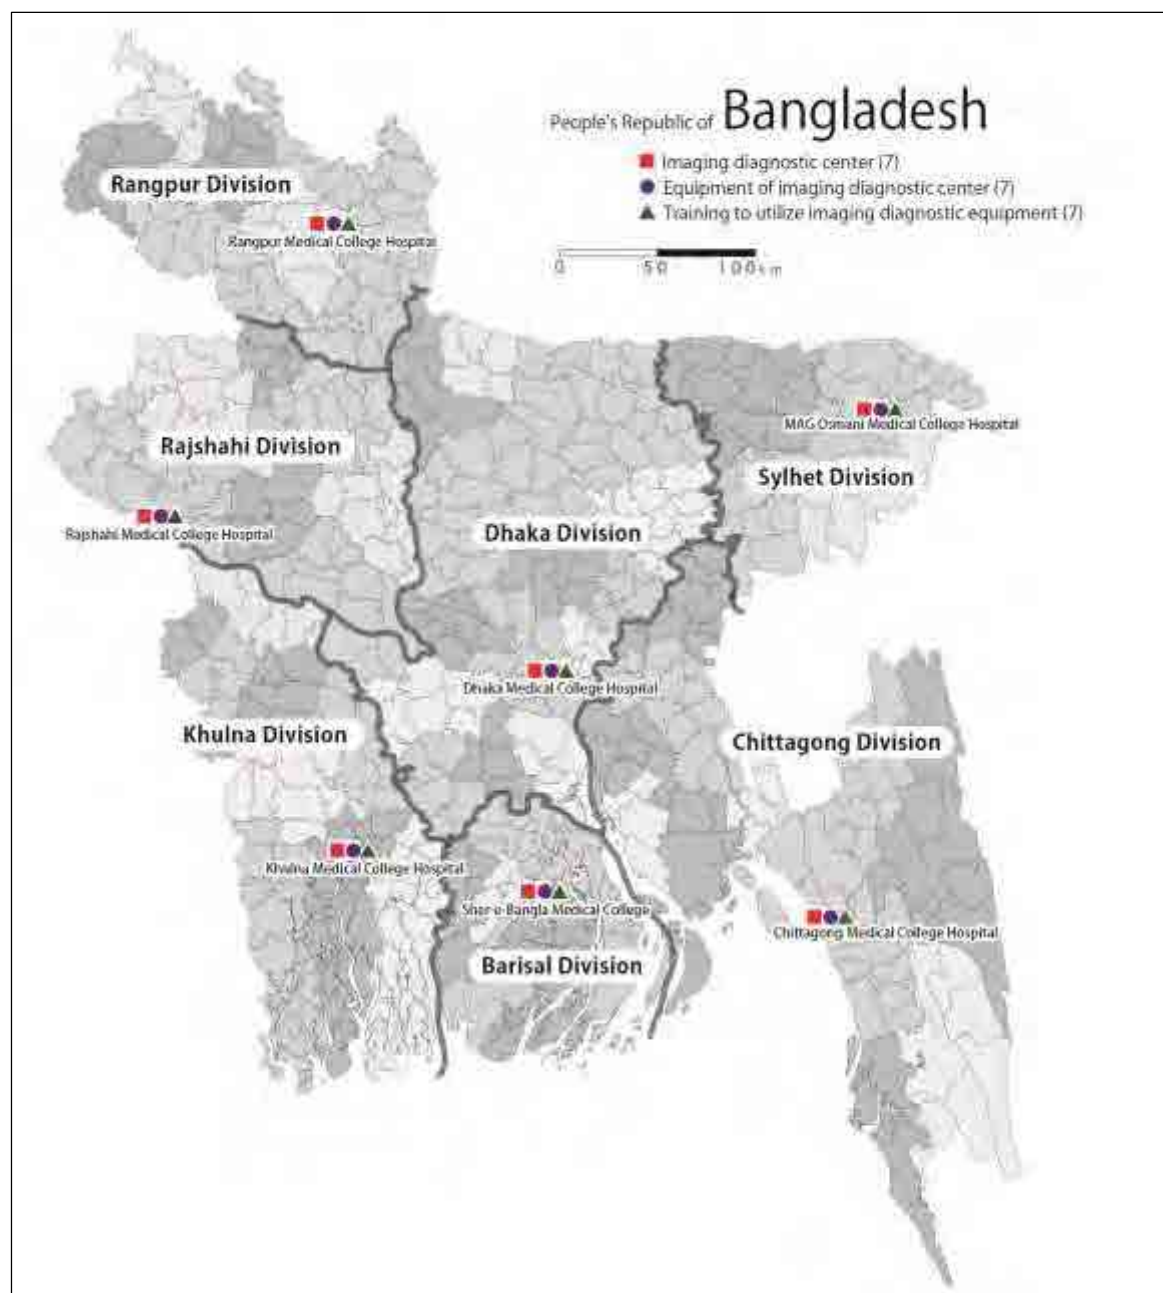 People's Republic of Bangladesh
Imaging diagnostic center (7)
Equipment of imaging diagnostic center (7)
Training to utilize imaging diagnostic equipment (7)
0 50 100km
Rangpur Division
Rangpur Medical College Hospital
MAG Osmani Medical College Hospital
Rajshahi Division
Sylhet Division
Rajshahi Medical College Hospital
Dhaka Division
Dhaka Medical College Hospital
Khulna Division
Chittagong Division
Khulna Medical College Hospital
Sher-e-Bangla Medical College
Chittagong Medical College Hospital
Barisal Division